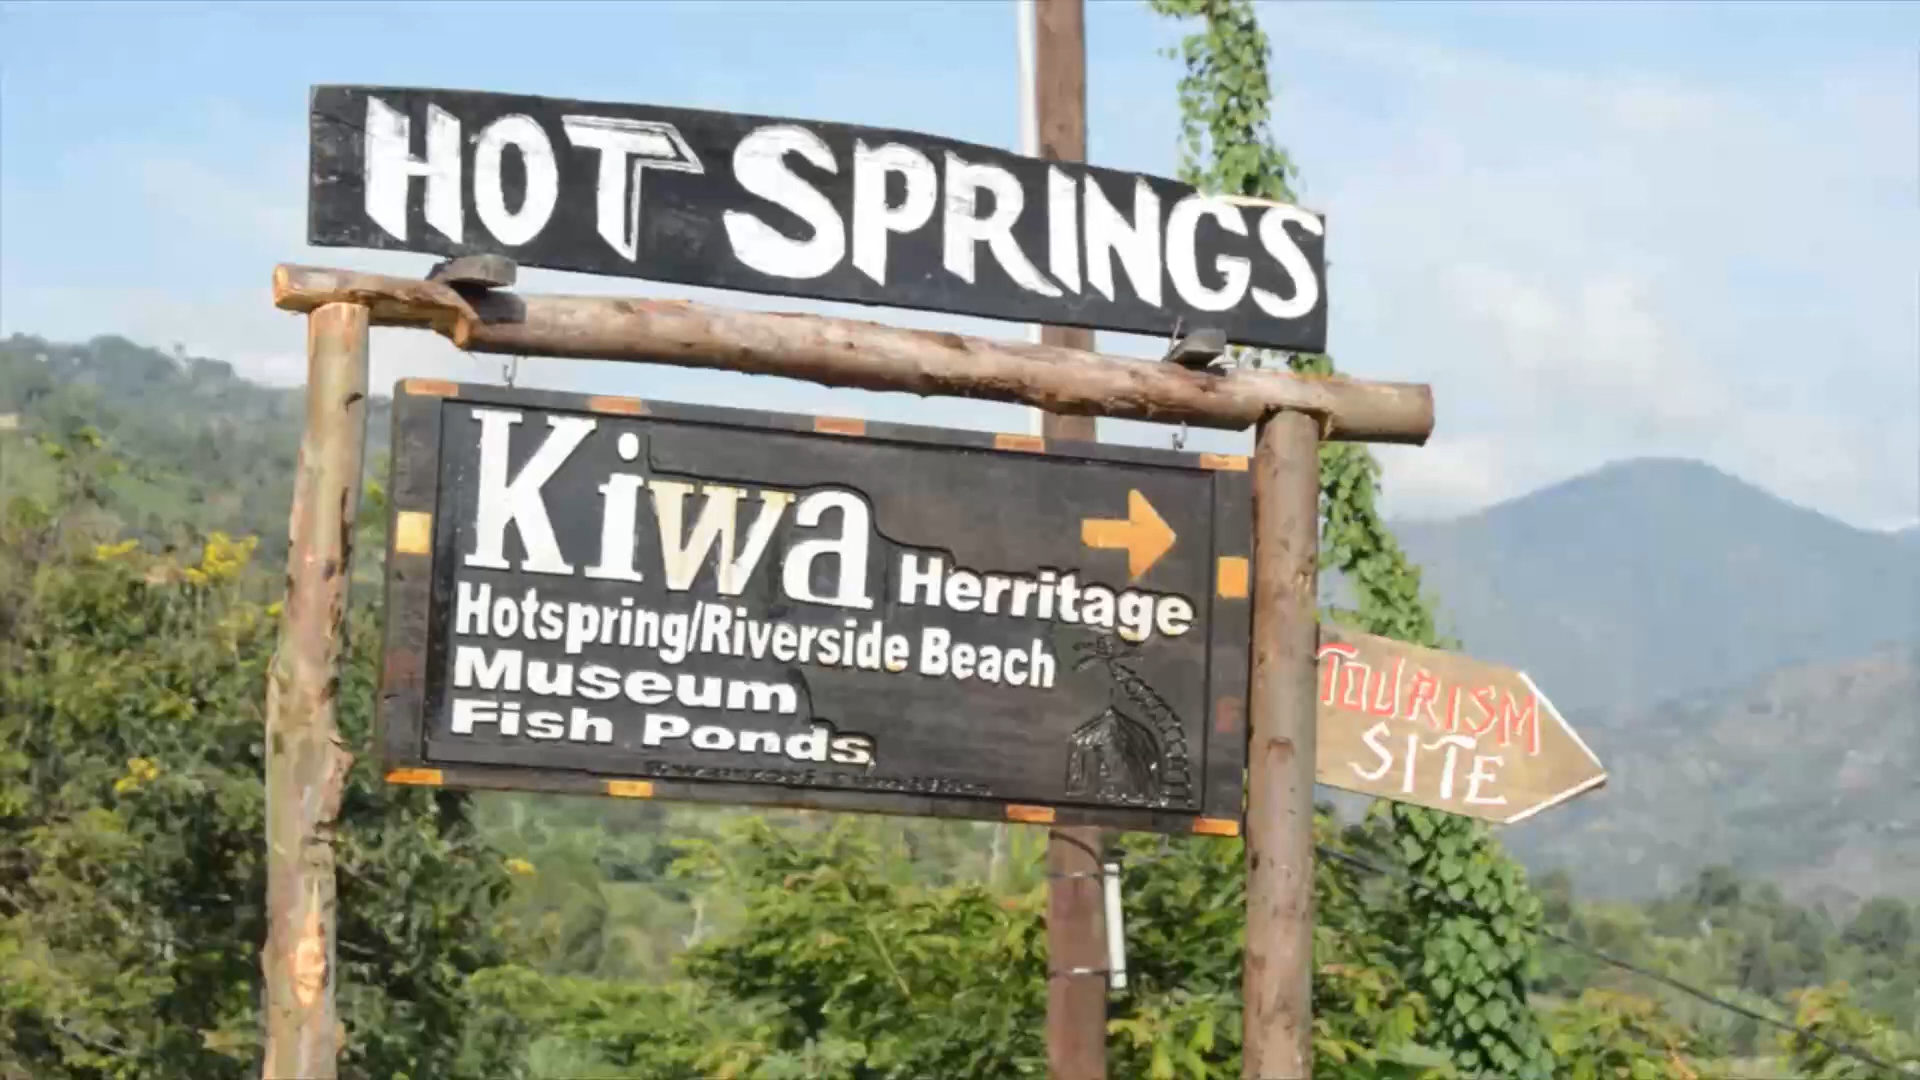 HOT SPRINGS
Kiwa Herritage
Hotspring/Riverside Beach
Museum
Fish Ponds
TOURISM
SITE